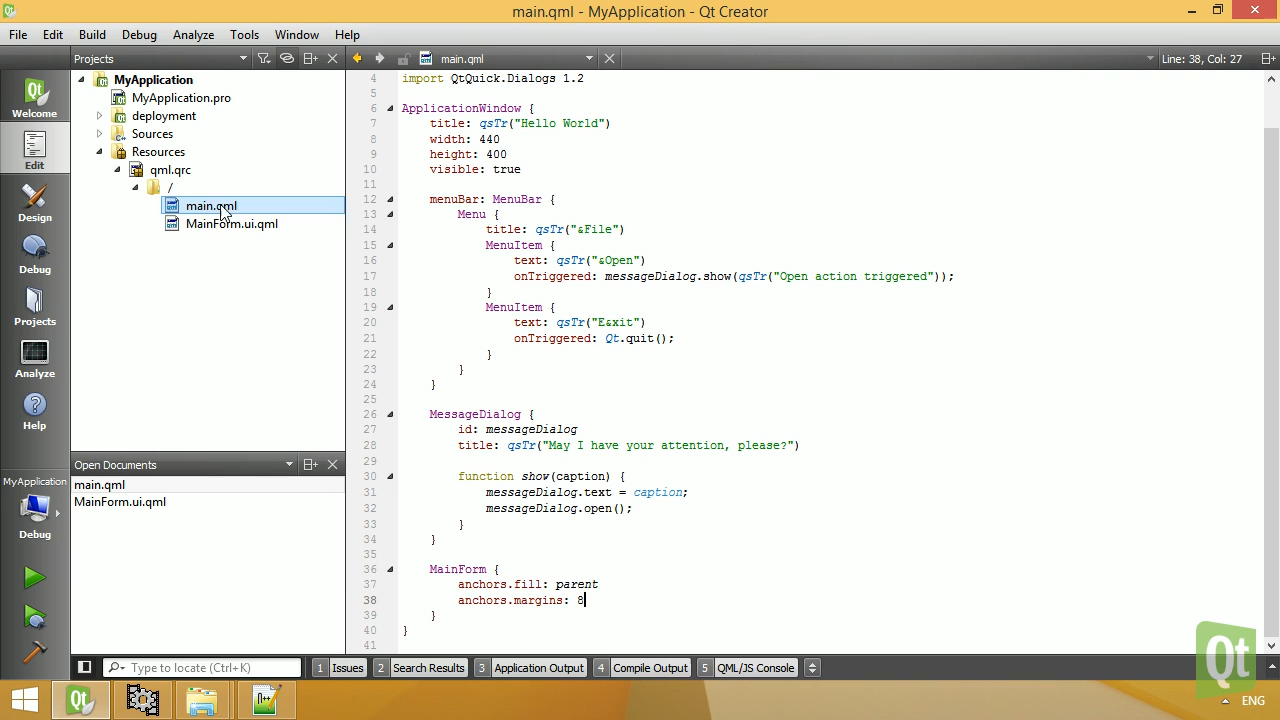 main.qml - MyApplication - Qt Creator
File Edit Build Debug Analyze Tools Window Help
Projects
main.qml
Line: 38, Col: 27
Welcome
Edit
Design
Debug
Projects
Analyze
Help
MyApplication
Debug
MyApplication
MyApplication.pro
deployment
Sources
Resources
qml.qrc
/
main.qml
MainForm.ui.qml
Open Documents
main.qml
MainForm.ui.qml
4 import QtQuick.Dialogs 1.2
5
6 ApplicationWindow {
7 title: qsTr("Hello World")
8 width: 440
9 height: 400
10 visible: true
11
12 menuBar: MenuBar {
13 Menu {
14 title: qsTr("&File")
15 MenuItem {
16 text: qsTr("&Open")
17 onTriggered: messageDialog.show(qsTr("Open action triggered"));
18 }
19 MenuItem {
20 text: qsTr("E&xit")
21 onTriggered: Qt.quit();
22 }
23 }
24 }
25
26 MessageDialog {
27 id: messageDialog
28 title: qsTr("May I have your attention, please?")
29
30 function show(caption) {
31 messageDialog.text = caption;
32 messageDialog.open();
33 }
34 }
35
36 MainForm {
37 anchors.fill: parent
38 anchors.margins: 8
39 }
40 }
41
Type to locate (Ctrl+K)
1 Issues 2 Search Results 3 Application Output 4 Compile Output 5 QML/JS Console
Qt
ENG